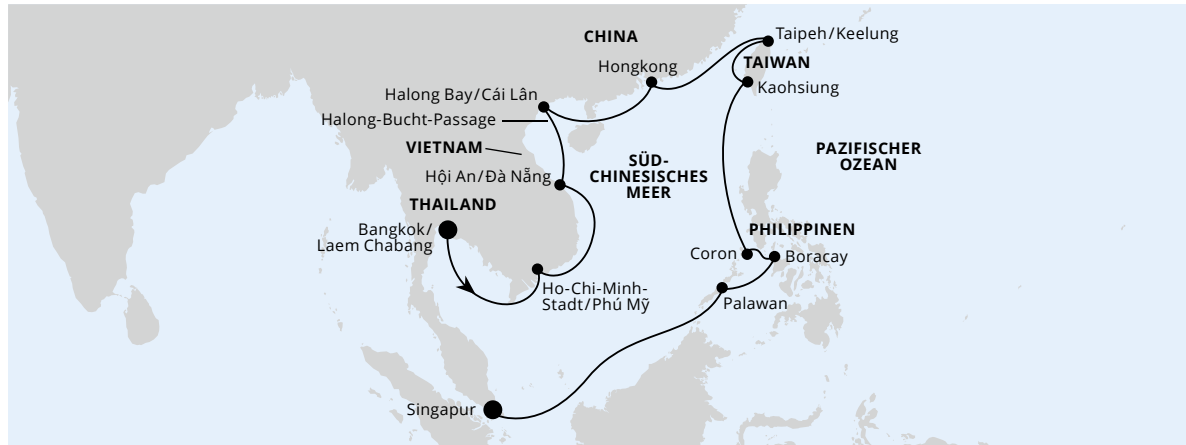 CHINA
Taipeh/Keelung
TAIWAN
Hongkong
Kaohsiung
Halong Bay/Cái Lân
Halong-Bucht-Passage
VIETNAM
SÜD-
CHINESISCHES
MEER
PAZIFISCHER
OZEAN
Hội An/Đà Nẵng
THAILAND
Bangkok/
Laem Chabang
PHILIPPINEN
Coron
Boracay
Ho-Chi-Minh-
Stadt/Phú Mỹ
Palawan
Singapur